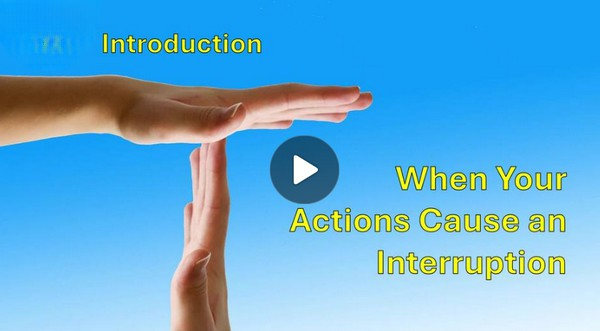 Introduction
When Your
Actions Cause an
Interruption